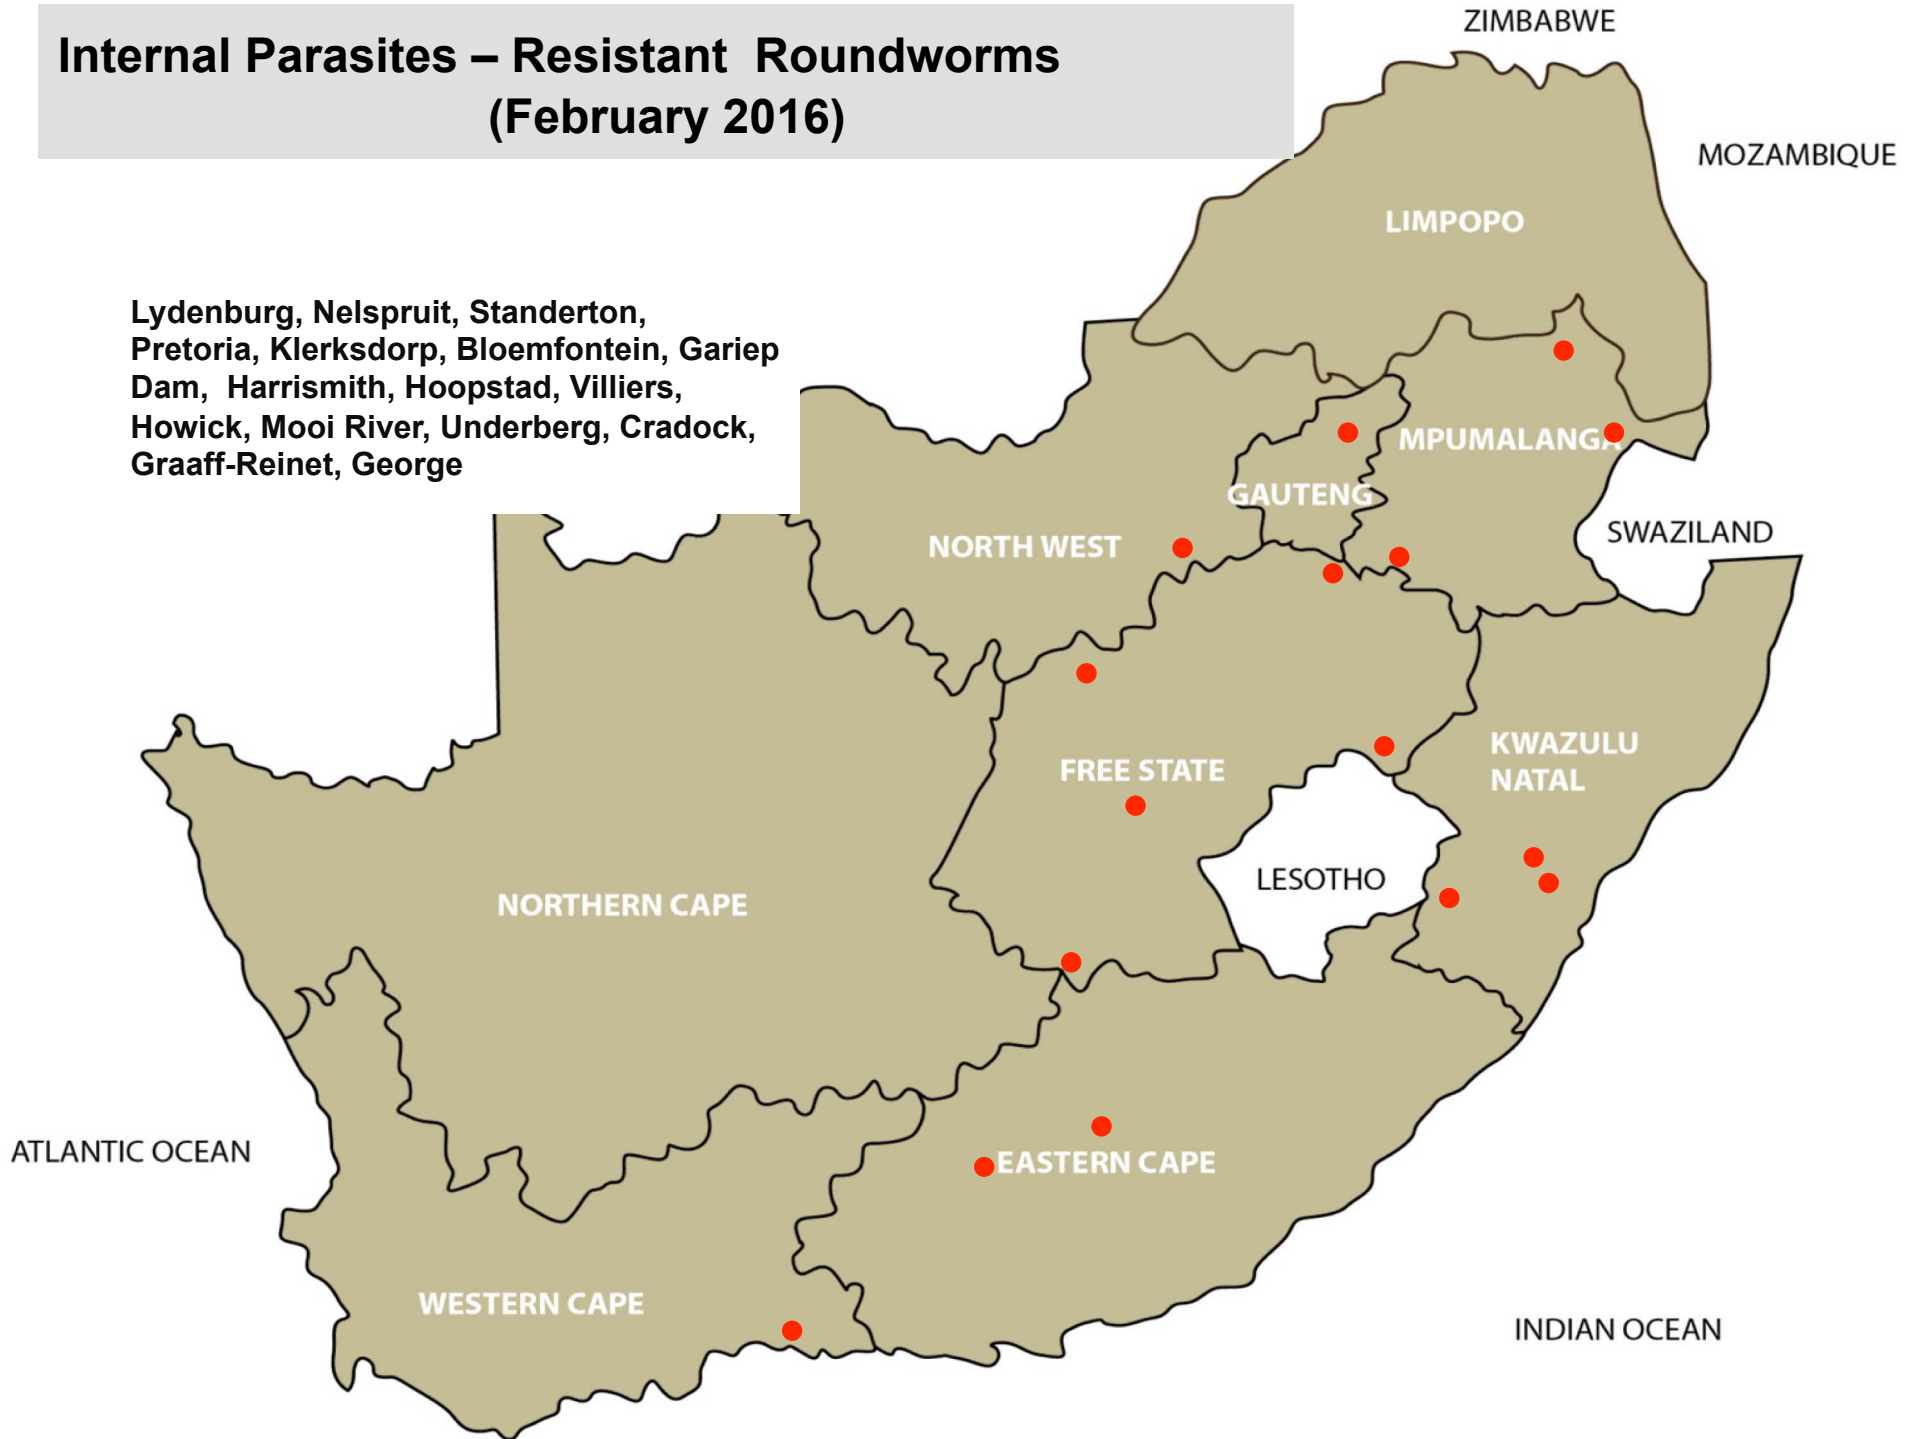 Internal Parasites – Resistant Roundworms
(February 2016)
ZIMBABWE
MOZAMBIQUE
LIMPOPO
Lydenburg, Nelspruit, Standerton,
Pretoria, Klerksdorp, Bloemfontein, Gariep
Dam, Harrismith, Hoopstad, Villiers,
Howick, Mooi River, Underberg, Cradock,
Graaff-Reinet, George
MPUMALANGA
GAUTENG
NORTH WEST
SWAZILAND
KWAZULU
NATAL
FREE STATE
LESOTHO
NORTHERN CAPE
ATLANTIC OCEAN
EASTERN CAPE
WESTERN CAPE
INDIAN OCEAN